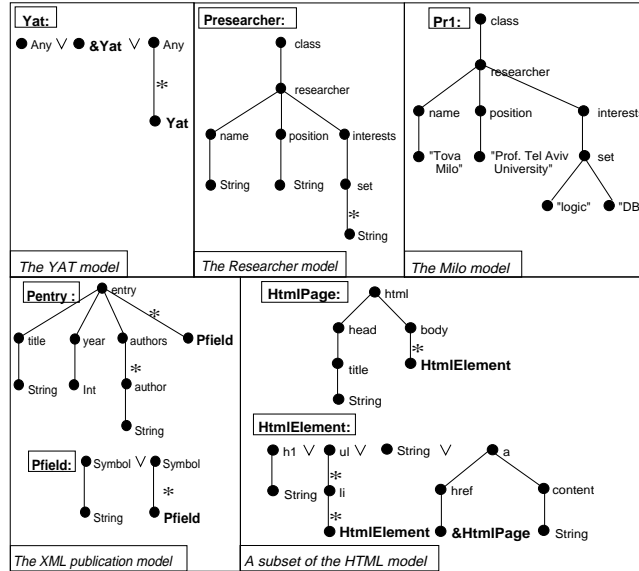 Yat:
Any ∨ &Yat ∨ Any
*
Yat
The YAT model
Presearcher:
class
researcher
name position interests
String String set
*
String
The Researcher model
Pr1:
class
researcher
name position interests
"Tova Milo" "Prof. Tel Aviv University" set
"logic" "DB
The Milo model
Pentry :
entry
*
title year authors Pfield
*
String Int author
String
Pfield: Symbol ∨ Symbol
*
String Pfield
The XML publication model
HtmlPage: html
head body
*
title HtmlElement
String
HtmlElement:
h1 ∨ ul ∨ String ∨ a
*
String li href content
*
HtmlElement &HtmlPage String
A subset of the HTML model